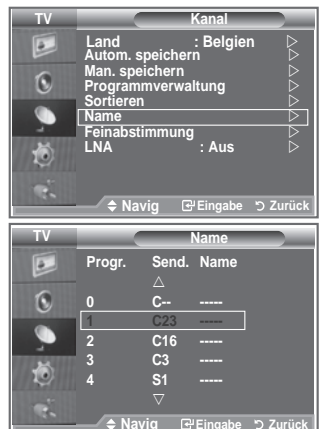 TV Kanal
Land : Belgien
Autom. speichern
Man. speichern
Programmverwaltung
Sortieren
Name
Feinabstimmung
LNA : Aus
Navig Eingabe Zurück
TV Name
Progr. Send. Name
0 C-- -----
1 C23 -----
2 C16 -----
3 C3 -----
4 S1 -----
Navig Eingabe Zurück